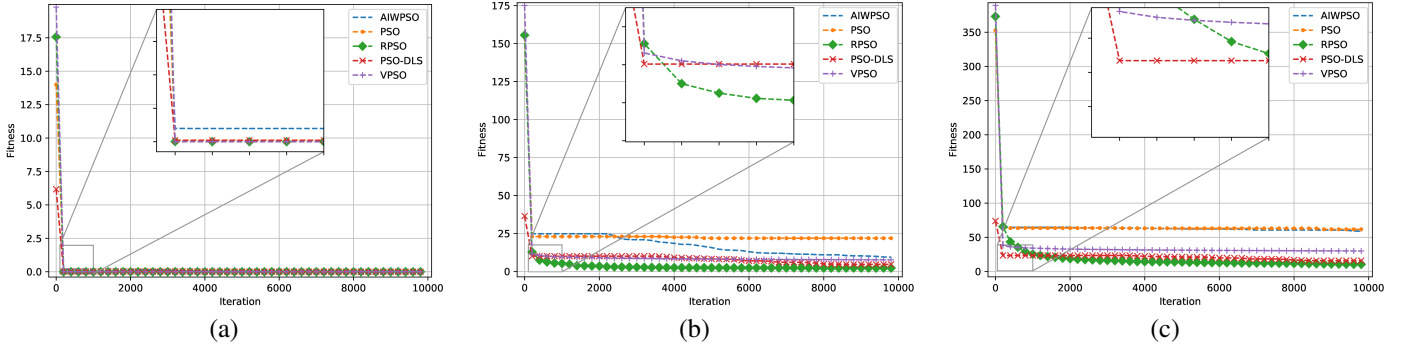 17.5
15.0
12.5
10.0
7.5
5.0
2.5
0.0
Fitness
0
2000
4000
6000
8000
10000
Iteration
AIWPSO
PSO
RPSO
PSO-DLS
VPSO
(a)
175
150
125
100
75
50
25
0
Fitness
0
2000
4000
6000
8000
10000
Iteration
AIWPSO
PSO
RPSO
PSO-DLS
VPSO
(b)
350
300
250
200
150
100
50
0
Fitness
0
2000
4000
6000
8000
10000
Iteration
AIWPSO
PSO
RPSO
PSO-DLS
VPSO
(c)